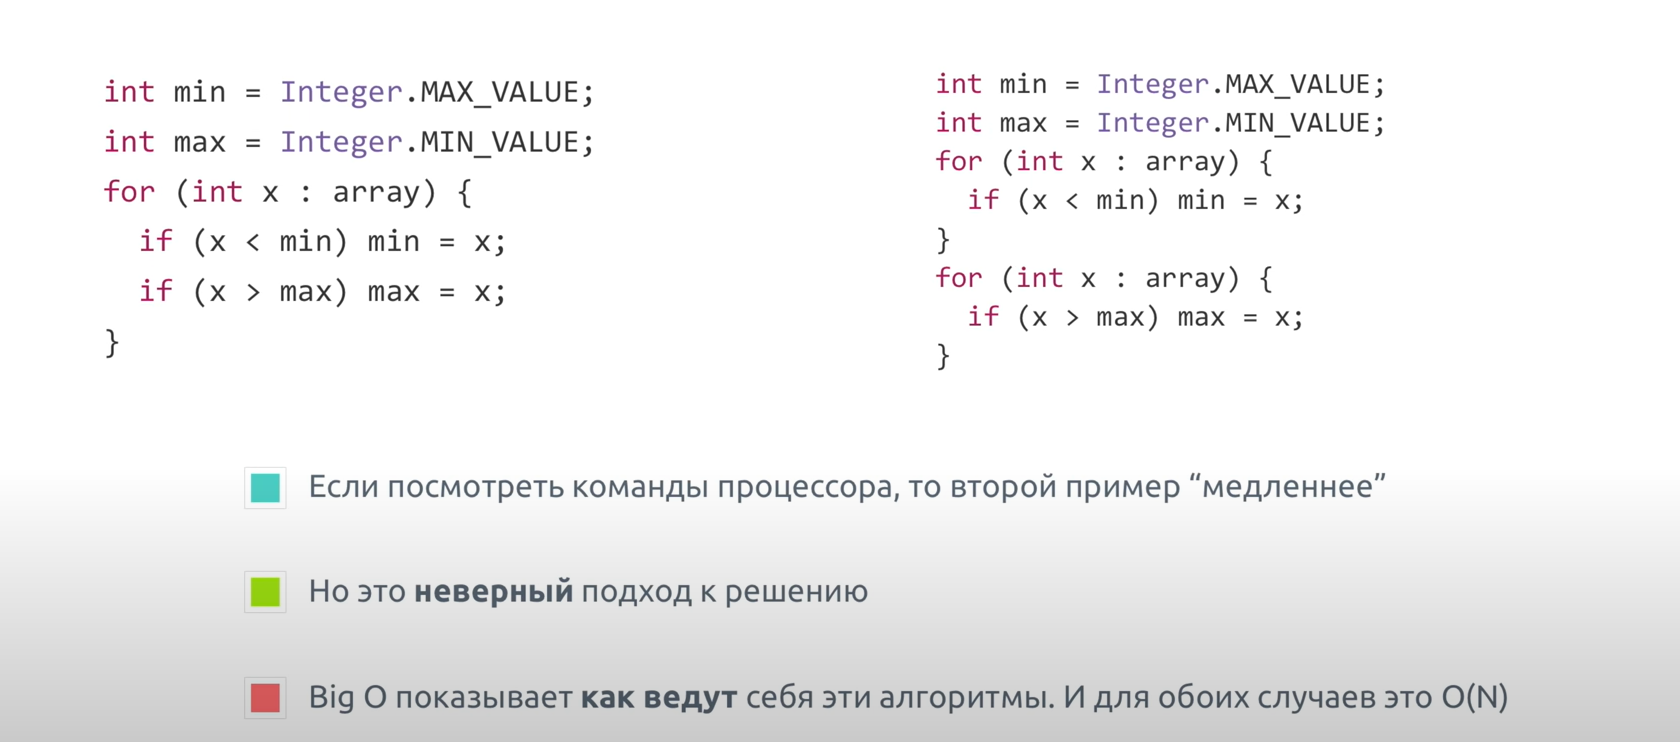 int min = Integer.MAX_VALUE;
int max = Integer.MIN_VALUE;
for (int x : array) {
  if (x < min) min = x;
  if (x > max) max = x;
}
int min = Integer.MAX_VALUE;
int max = Integer.MIN_VALUE;
for (int x : array) {
  if (x < min) min = x;
}
for (int x : array) {
  if (x > max) max = x;
}
Если посмотреть команды процессора, то второй пример “медленнее”
Но это неверный подход к решению
Big O показывает как ведут себя эти алгоритмы. И для обоих случаев это O(N)